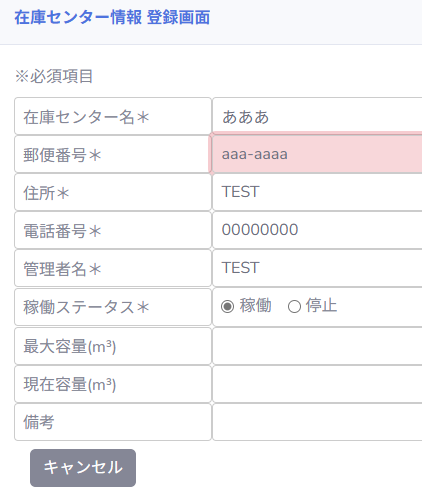 在庫センター情報 登録画面
※必須項目
在庫センター名＊ あああ
郵便番号＊ aaa-aaaa
住所＊ TEST
電話番号＊ 00000000
管理者名＊ TEST
稼働ステータス＊ 稼働 停止
最大容量(m³)
現在容量(m³)
備考
キャンセル